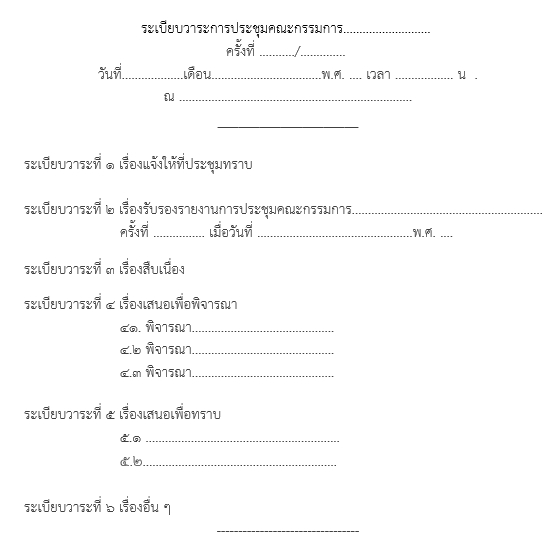 ระเบียบวาระการประชุมคณะกรรมการ...........................
ครั้งที่ .........../..............
วันที่...................เดือน..................................พ.ศ. .... เวลา .................. น .
ณ ........................................................................
____________________
ระเบียบวาระที่ ๑ เรื่องแจ้งให้ที่ประชุมทราบ
ระเบียบวาระที่ ๒ เรื่องรับรองรายงานการประชุมคณะกรรมการ...........................................................
ครั้งที่ ................ เมื่อวันที่ ................................................พ.ศ. ....
ระเบียบวาระที่ ๓ เรื่องสืบเนื่อง
ระเบียบวาระที่ ๔ เรื่องเสนอเพื่อพิจารณา
๔๑. พิจารณา............................................
๔.๒ พิจารณา............................................
๔.๓ พิจารณา............................................
ระเบียบวาระที่ ๕ เรื่องเสนอเพื่อทราบ
๕.๑ ............................................................
๕.๒............................................................
ระเบียบวาระที่ ๖ เรื่องอื่น ๆ
---------------------------------